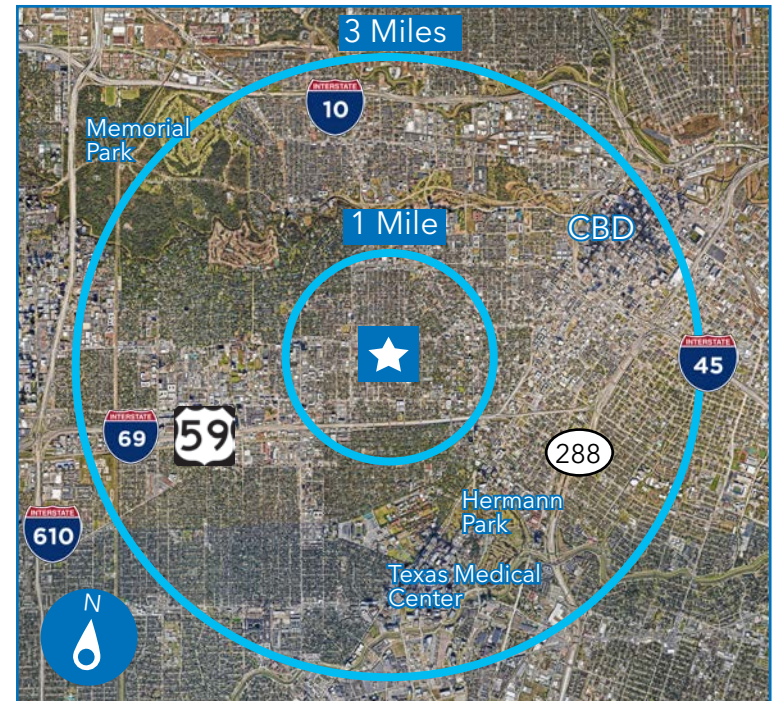 3 Miles
INTERSTATE
10
Memorial
Park
1 Mile
CBD
INTERSTATE
45
INTERSTATE
69
59
288
Hermann
Park
INTERSTATE
610
Texas Medical
Center
N